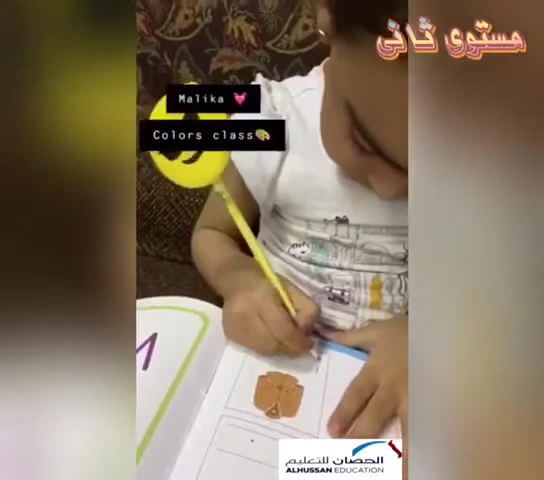 مستوى ثاني
Malika 💓
Colors class🎨
الحصان للتعليم
ALHUSSAN EDUCATION